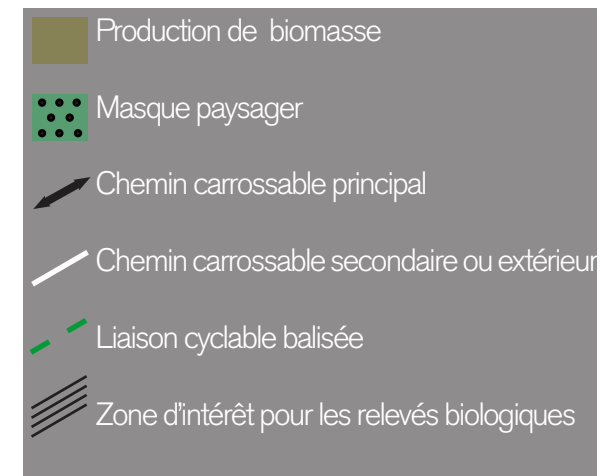 Production de biomasse
Masque paysager
Chemin carrossable principal
Chemin carrossable secondaire ou extérieur
Liaison cyclable balisée
Zone d'intérêt pour les relevés biologiques